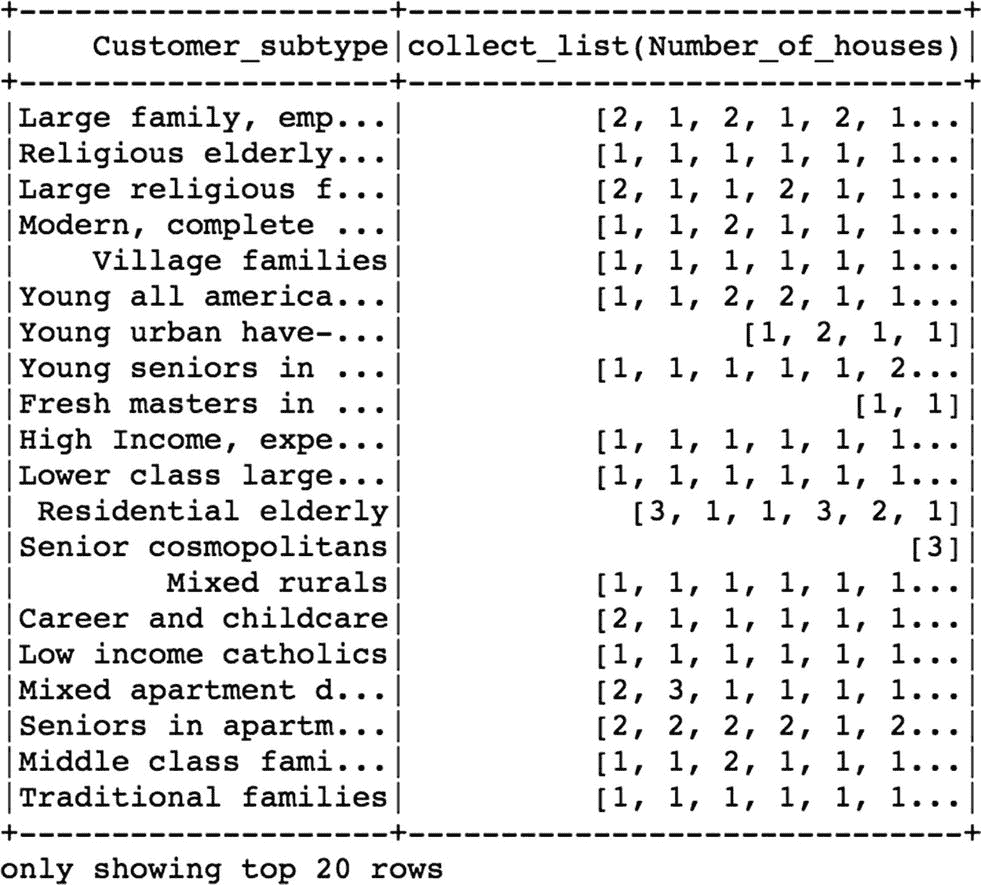 +--------------------+------------------------------+
|    Customer_subtype|collect_list(Number_of_houses)|
+--------------------+------------------------------+
|Large family, emp...|          [2, 1, 2, 1, 2, 1...|
|Religious elderly...|          [1, 1, 1, 1, 1, 1...|
|Large religious f...|          [2, 1, 1, 2, 1, 1...|
|Modern, complete ...|          [1, 1, 2, 1, 1, 1...|
|    Village families|          [1, 1, 1, 1, 1, 1...|
|Young all america...|          [1, 1, 2, 2, 1, 1...|
|Young urban have-...|                  [1, 2, 1, 1]|
|Young seniors in ...|          [1, 1, 1, 1, 1, 2...|
|Fresh masters in ...|                        [1, 1]|
|High Income, expe...|          [1, 1, 1, 1, 1, 1...|
|Lower class large...|          [1, 1, 1, 1, 1, 1...|
| Residential elderly|            [3, 1, 1, 3, 2, 1]|
|Senior cosmopolitans|                           [3]|
|        Mixed rurals|          [1, 1, 1, 1, 1, 1...|
|Career and childcare|          [2, 1, 1, 1, 1, 1...|
|Low income catholics|          [1, 1, 1, 1, 1, 1...|
|Mixed apartment d...|          [2, 3, 1, 1, 1, 1...|
|Seniors in apartm...|          [2, 2, 2, 2, 1, 2...|
|Middle class fami...|          [1, 1, 2, 1, 1, 1...|
|Traditional families|          [1, 1, 1, 1, 1, 1...|
+--------------------+------------------------------+
only showing top 20 rows